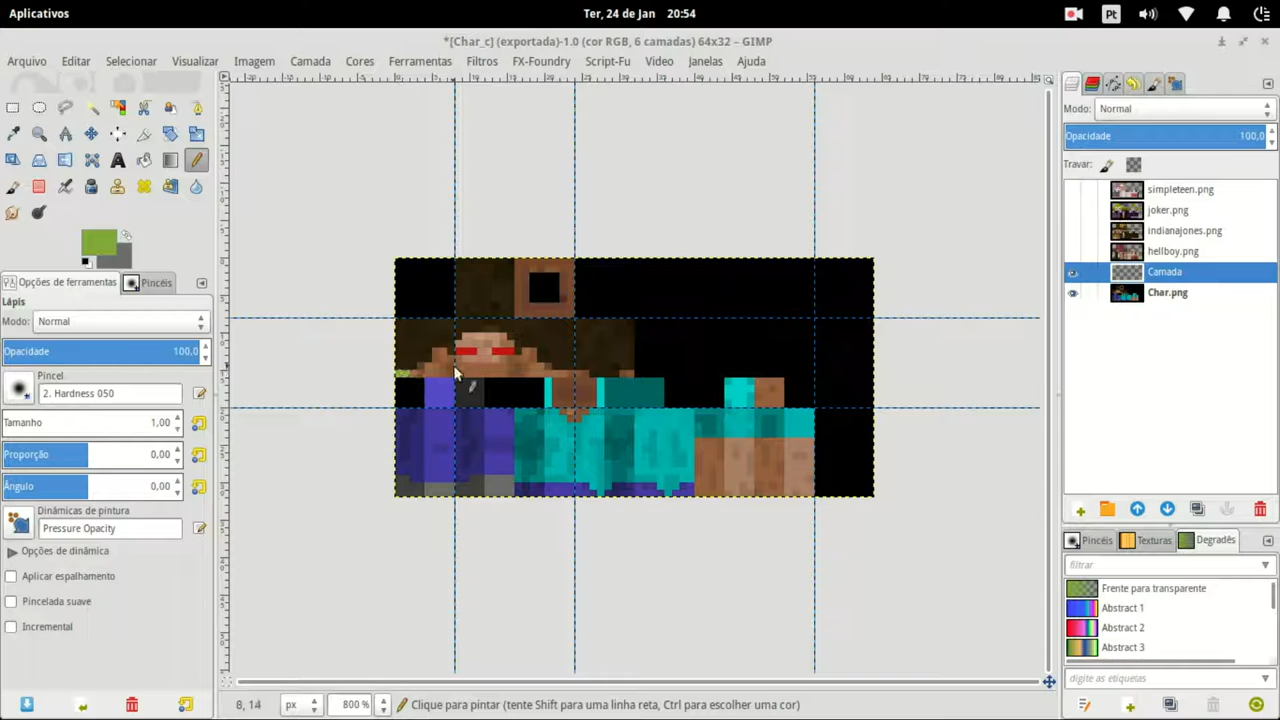 Aplicativos
Ter, 24 de Jan 20:54
Pt
*[Char_c] (exportada)-1.0 (cor RGB, 6 camadas) 64x32 – GIMP
Arquivo Editar Selecionar Visualizar Imagem Camada Cores Ferramentas Filtros FX-Foundry Script-Fu Video Janelas Ajuda
Modo: Normal
Opacidade 100,0
Travar:
simpleteen.png
joker.png
indianajones.png
hellboy.png
Camada
Char.png
Opções de ferramentas Pincéis
Lápis
Modo: Normal
Opacidade 100,0
Pincel
2. Hardness 050
Tamanho 1,00
Proporção 0,00
Ângulo 0,00
Dinâmicas de pintura
Pressure Opacity
Opções de dinâmica
Aplicar espalhamento
Pincelada suave
Incremental
Pincéis Texturas Degradês
filtrar
Frente para transparente
Abstract 1
Abstract 2
Abstract 3
digite as etiquetas
8, 14 px 800 % Clique para pintar (tente Shift para uma linha reta, Ctrl para escolher uma cor)